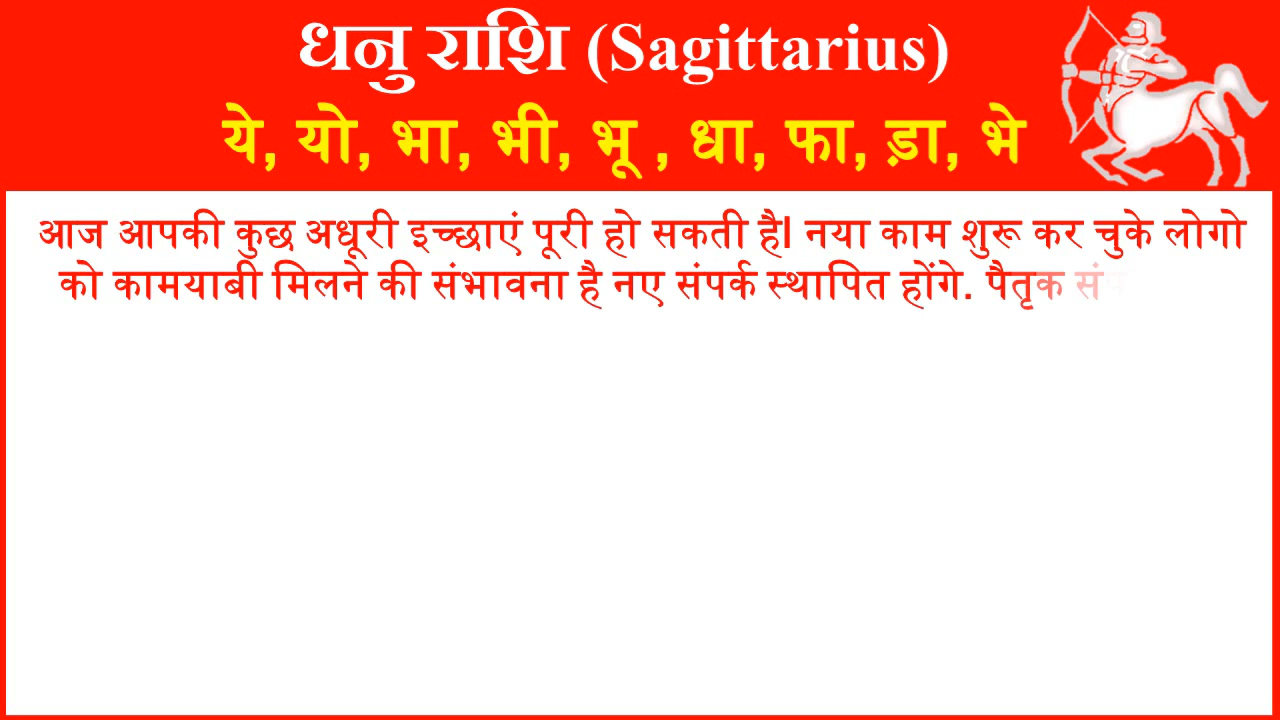 धनु राशि (Sagittarius)
ये, यो, भा, भी, भू , धा, फा, ड़ा, भे
आज आपकी कुछ अधूरी इच्छाएं पूरी हो सकती है। नया काम शुरू कर चुके लोगो
को कामयाबी मिलने की संभावना है नए संपर्क स्थापित होंगे. पैतृक